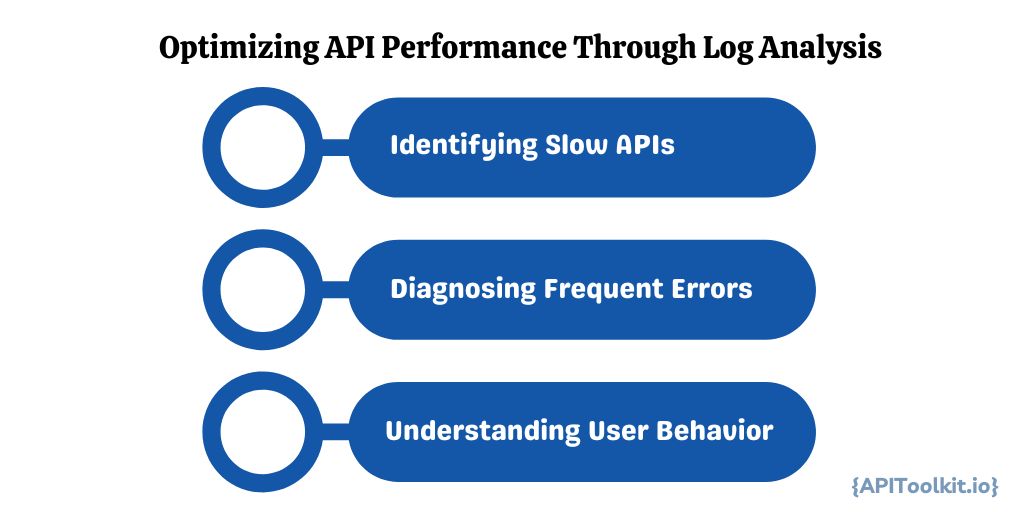 Optimizing API Performance Through Log Analysis
Identifying Slow APIs
Diagnosing Frequent Errors
Understanding User Behavior
{APIToolkit.io}